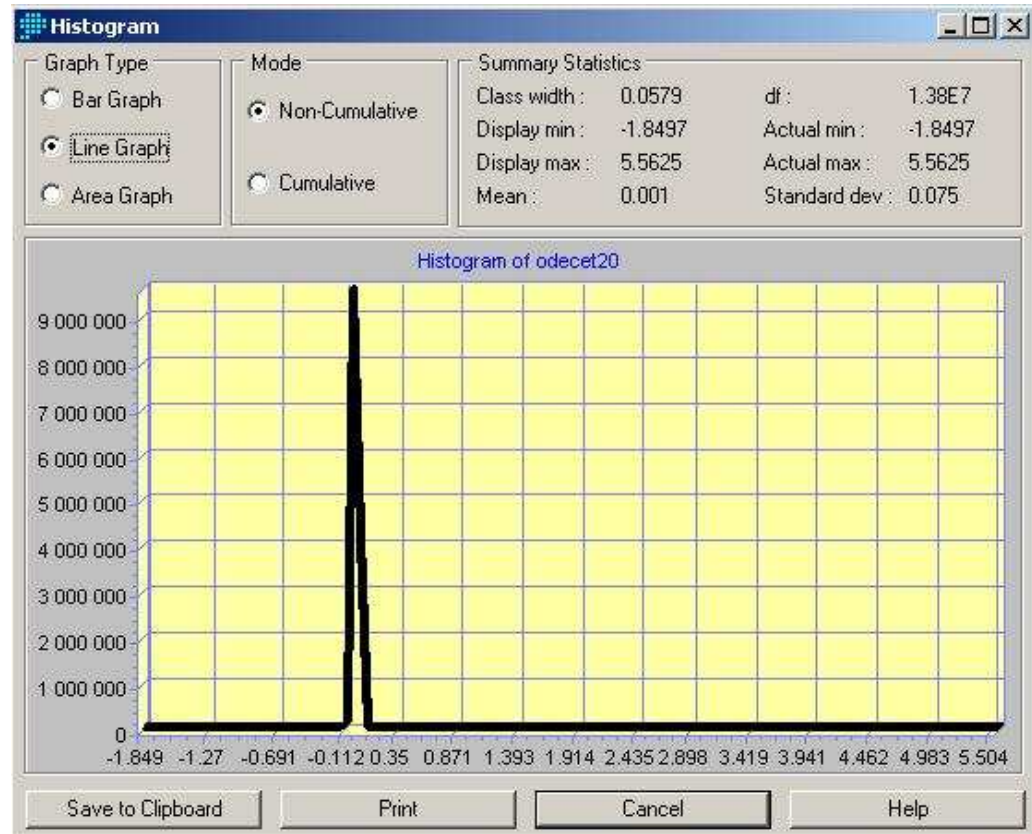 Histogram
Graph Type
Bar Graph
Line Graph
Area Graph
Mode
Non-Cumulative
Cumulative
Summary Statistics
Class width : 0.0579 df : 1.38E7
Display min : -1.8497 Actual min : -1.8497
Display max : 5.5625 Actual max : 5.5625
Mean : 0.001 Standard dev : 0.075
Histogram of odecet20
9 000 000
8 000 000
7 000 000
6 000 000
5 000 000
4 000 000
3 000 000
2 000 000
1 000 000
0
-1.849 -1.27 -0.691 -0.112 0.35 0.871 1.393 1.914 2.435 2.898 3.419 3.941 4.462 4.983 5.504
Save to Clipboard Print Cancel Help